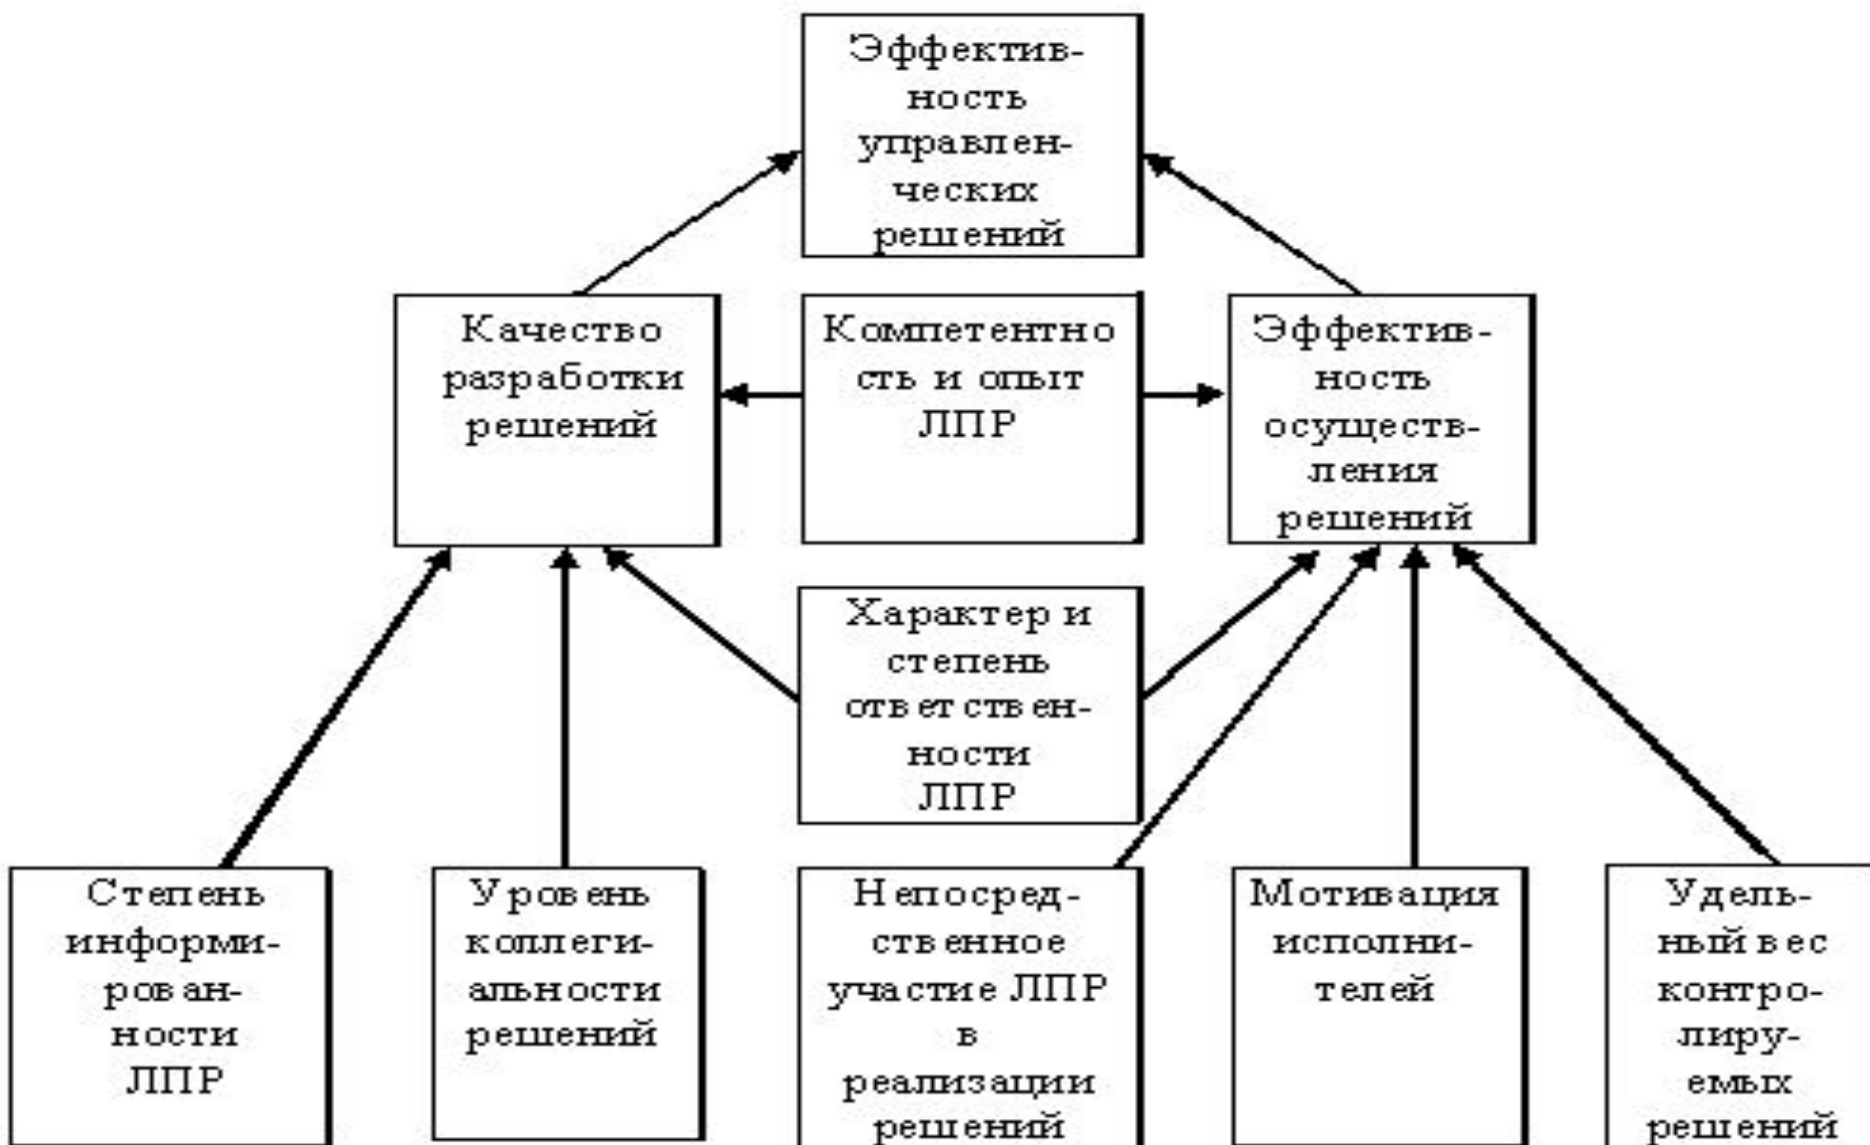 Эффектив-
ность
управлен-
ческих
решений
Качество
разработки
решений
Компетентно
сть и опыт
ЛПР
Эффектив-
ность
осуществ-
ления
решений
Характер и
степень
ответствен-
ности
ЛПР
Степень
информи-
рован-
ности
ЛПР
Уровень
коллеги-
альности
решений
Непосред-
ственное
участие ЛПР
в
реализации
решений
Мотивация
исполни-
телей
Удель-
ный вес
контро-
лиру-
емых
решений